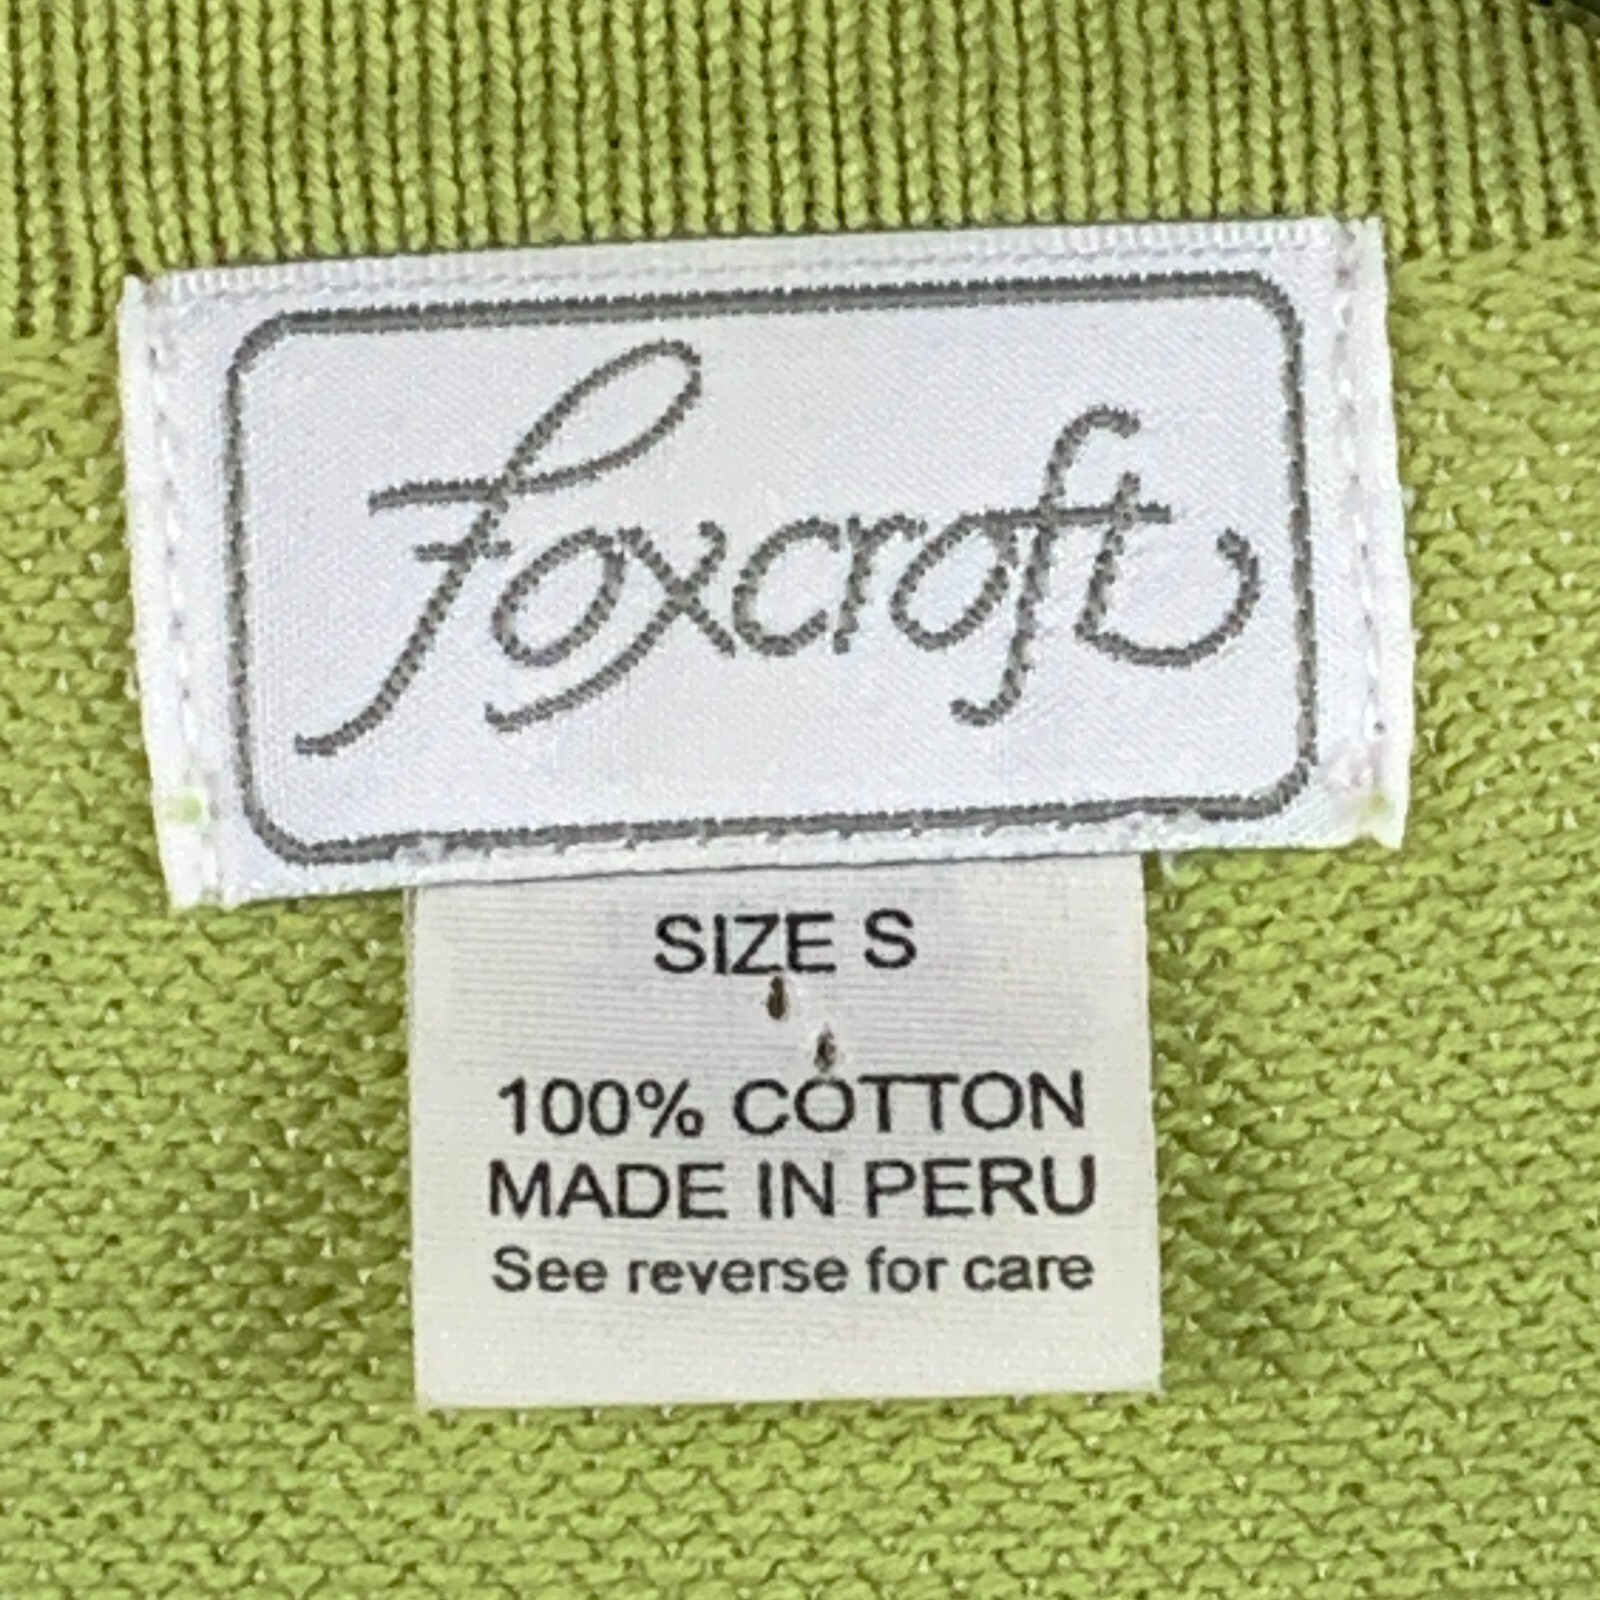 Foxcroft
SIZE S
100% COTTON
MADE IN PERU
See reverse for care